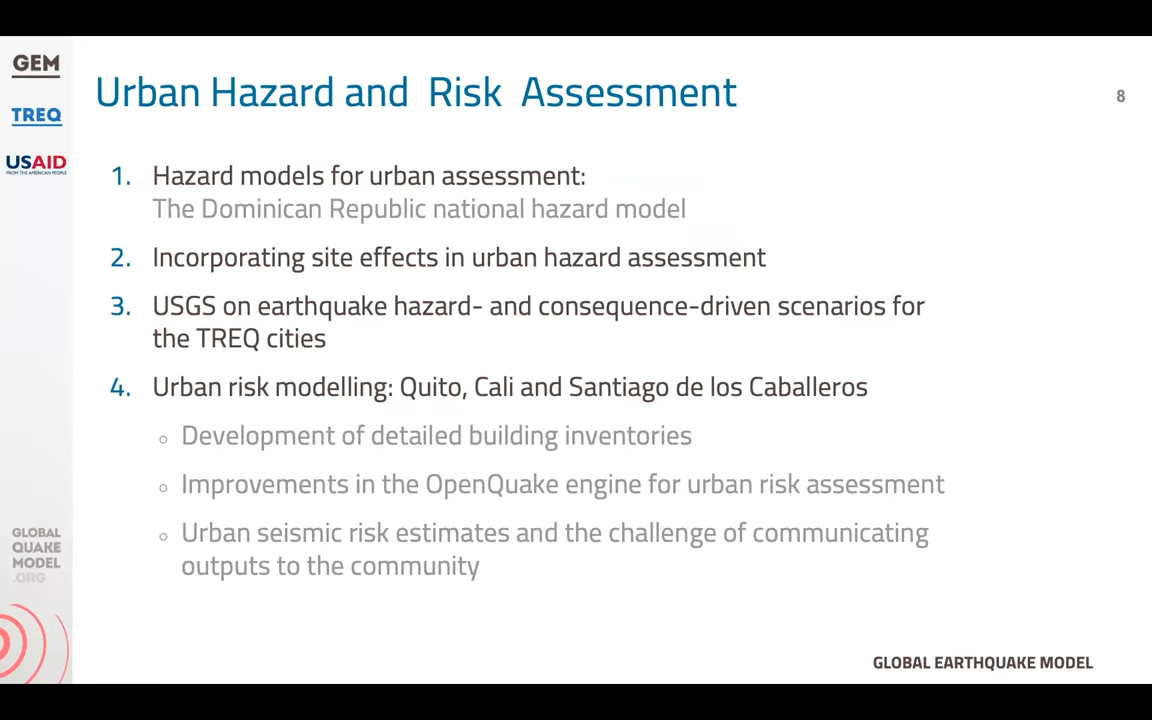 GEM
TREQ
USAID
FROM THE AMERICAN PEOPLE
Urban Hazard and Risk Assessment
8
1. Hazard models for urban assessment:
The Dominican Republic national hazard model
2. Incorporating site effects in urban hazard assessment
3. USGS on earthquake hazard- and consequence-driven scenarios for
the TREQ cities
4. Urban risk modelling: Quito, Cali and Santiago de los Caballeros
○ Development of detailed building inventories
○ Improvements in the OpenQuake engine for urban risk assessment
○ Urban seismic risk estimates and the challenge of communicating
outputs to the community
GLOBAL
QUAKE
MODEL
.ORG
GLOBAL EARTHQUAKE MODEL